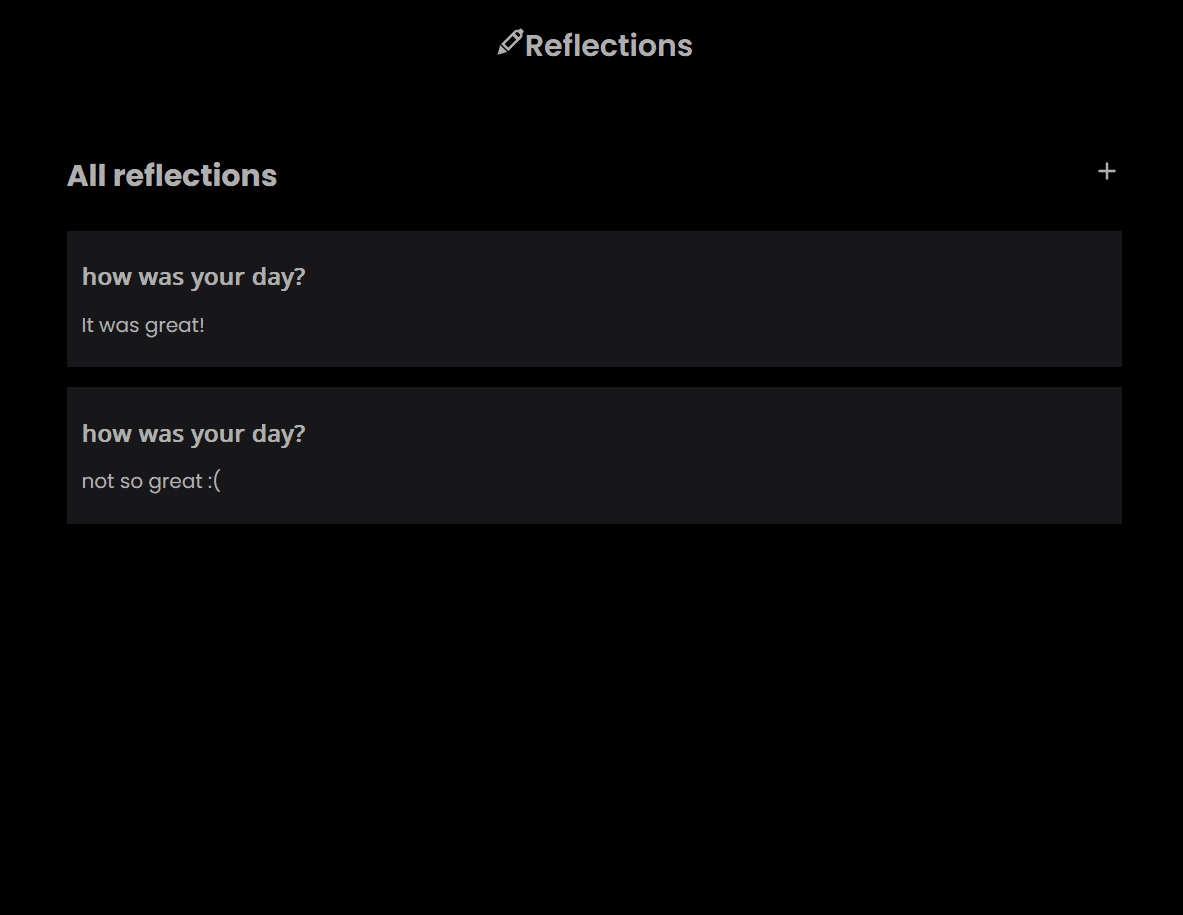 Reflections
All reflections
how was your day?
It was great!
how was your day?
not so great :(